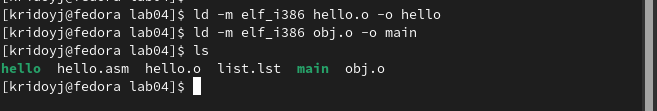 [kridoyj@fedora lab04]$ ld -m elf_i386 hello.o -o hello
[kridoyj@fedora lab04]$ ld -m elf_i386 obj.o -o main
[kridoyj@fedora lab04]$ ls
hello  hello.asm  hello.o  list.lst  main  obj.o
[kridoyj@fedora lab04]$